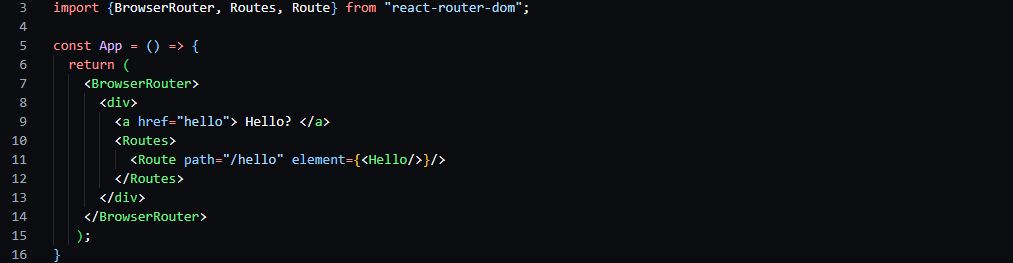 3 import {BrowserRouter, Routes, Route} from "react-router-dom";
4
5 const App = () => {
6   return (
7     <BrowserRouter>
8       <div>
9         <a href="hello"> Hello? </a>
10         <Routes>
11           <Route path="/hello" element={<Hello/>}/>
12         </Routes>
13       </div>
14     </BrowserRouter>
15    );
16 }